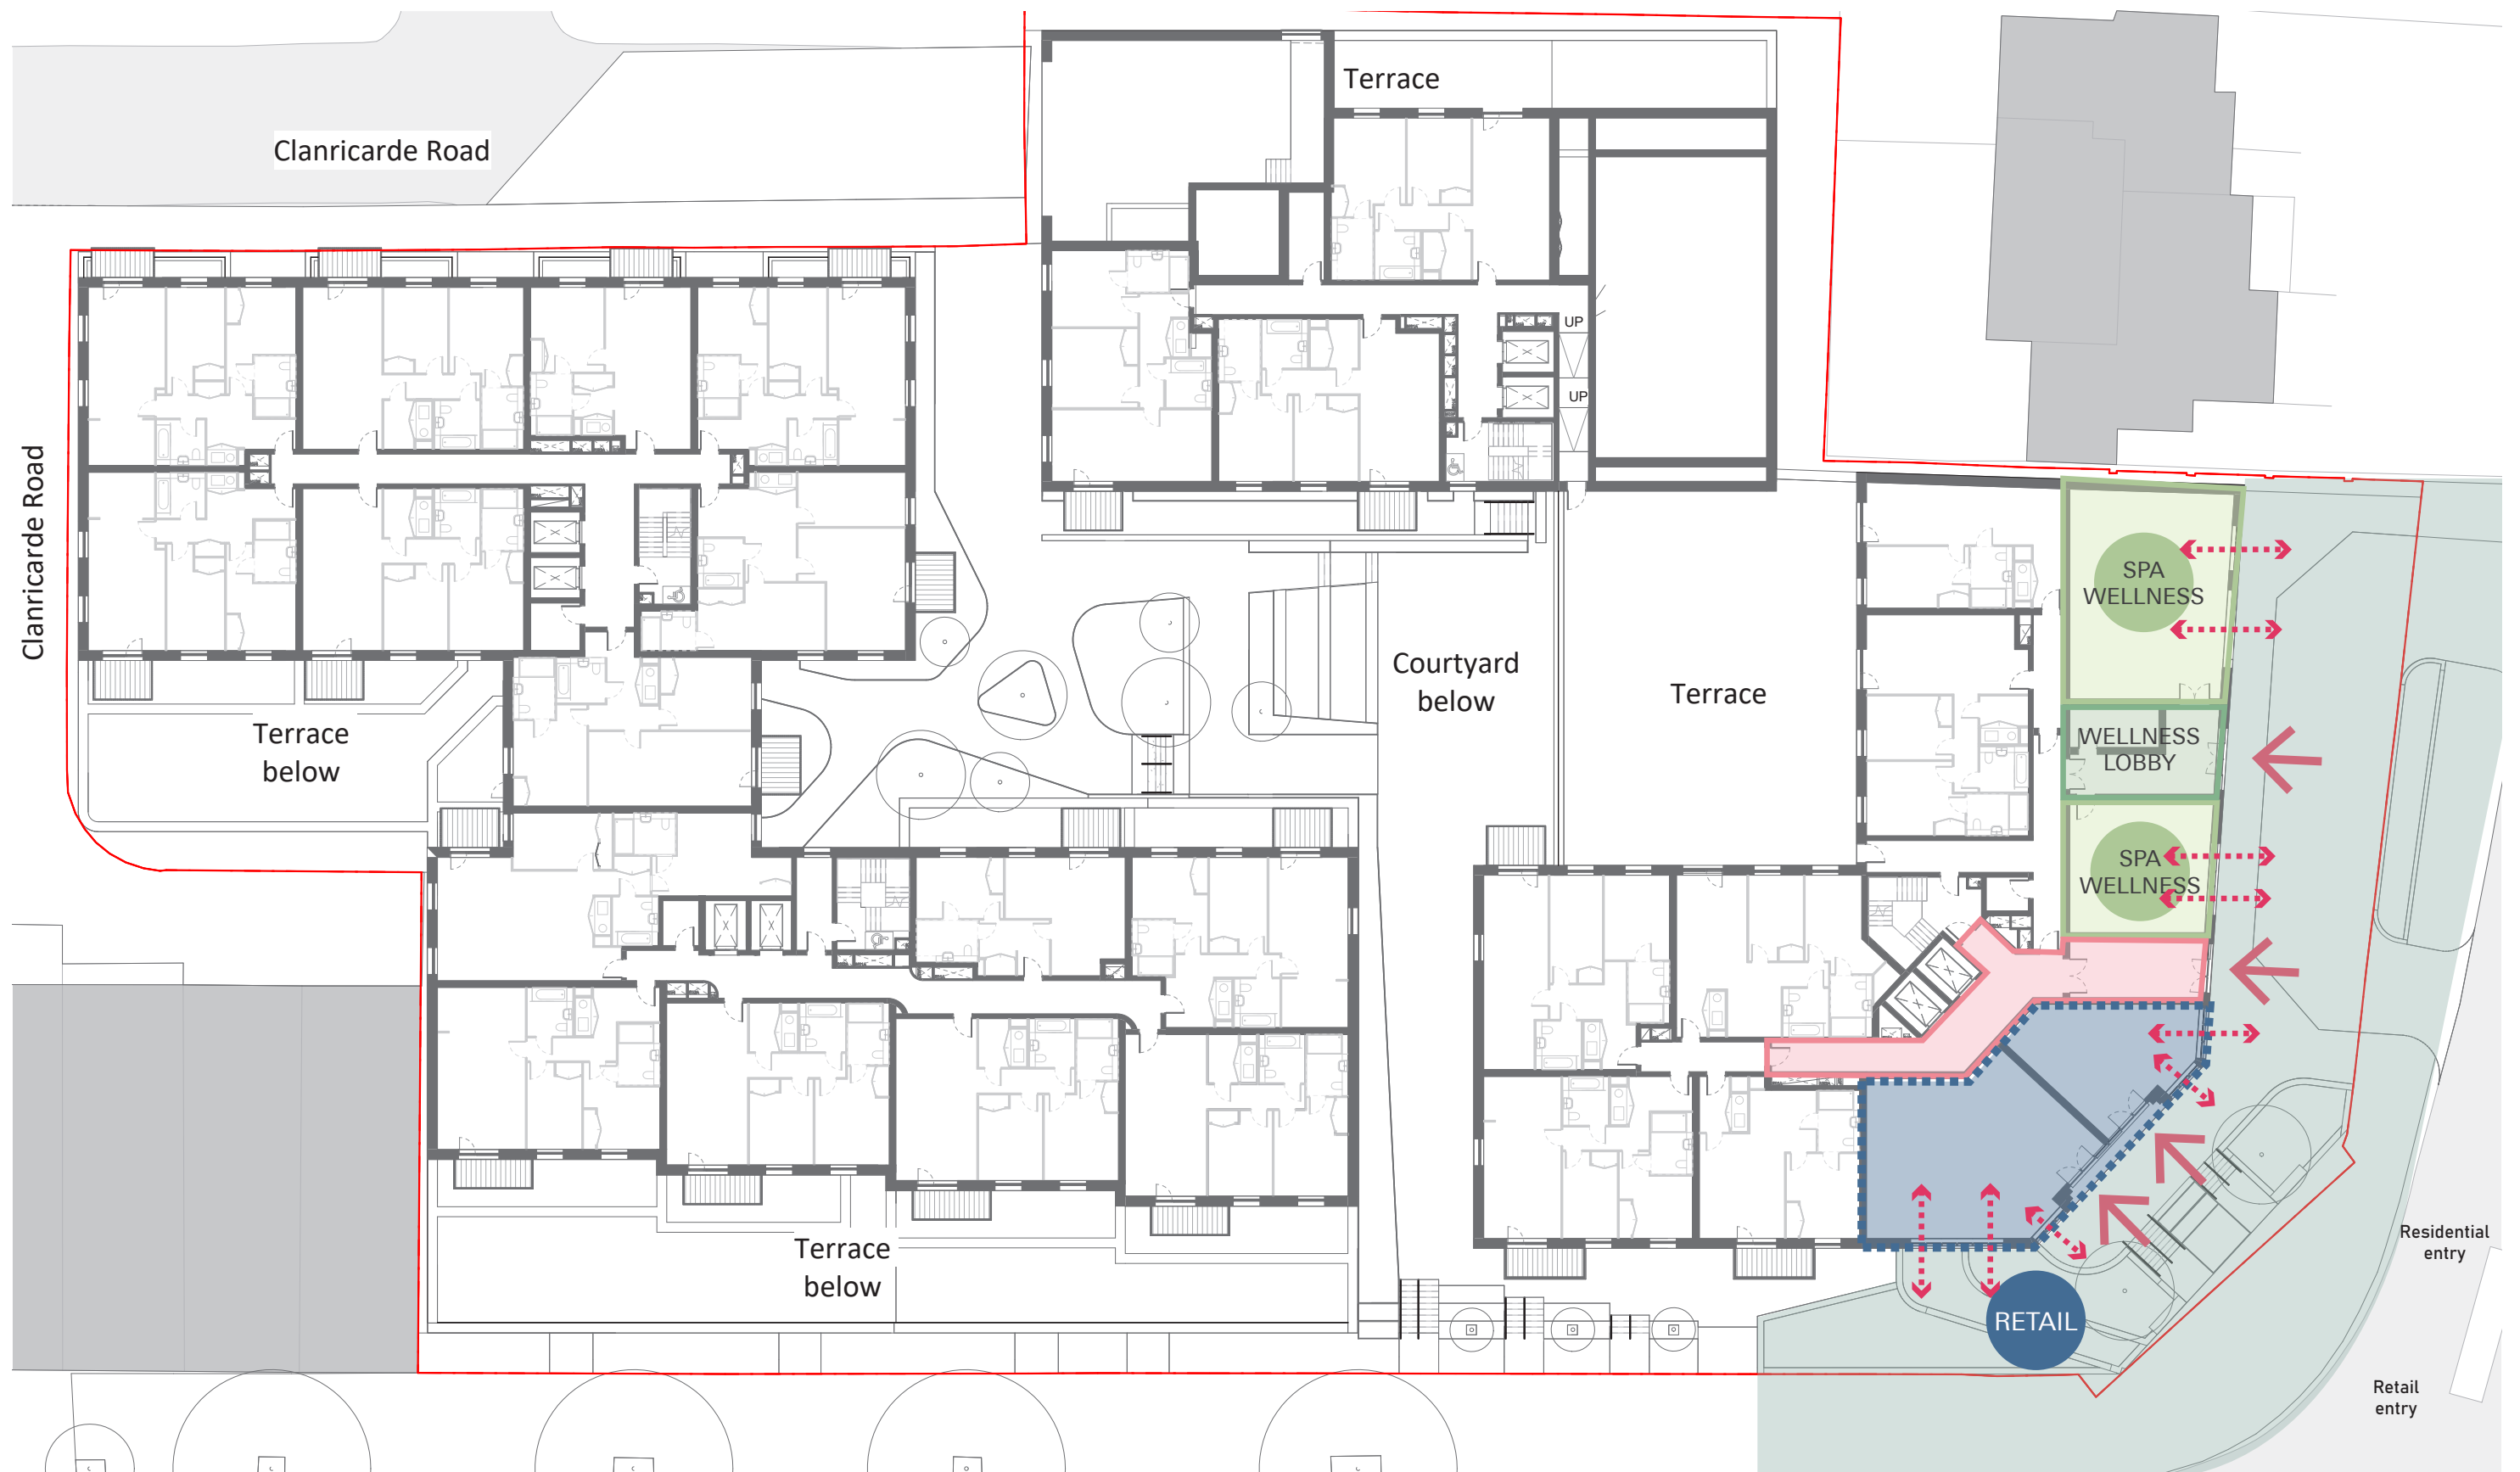 Terrace
Clanricarde Road
UP
UP
Clanricarde Road
SPA
WELLNESS
Courtyard
below
Terrace
Terrace
below
WELLNESS
LOBBY
SPA
WELLNESS
Terrace
below
Residential
entry
RETAIL
Retail
entry